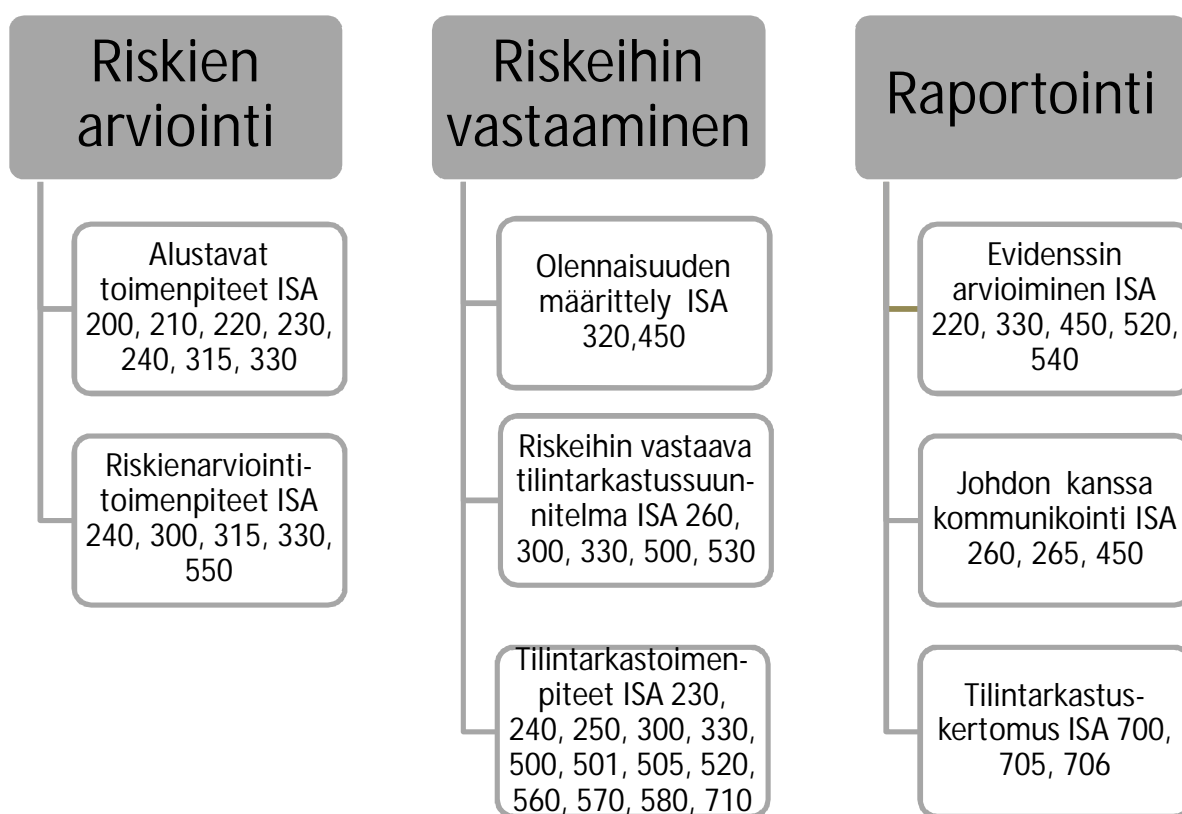 Riskien
arviointi
Alustavat
toimenpiteet ISA
200, 210, 220, 230,
240, 315, 330
Riskienarviointi-
toimenpiteet ISA
240, 300, 315, 330,
550
Riskeihin
vastaaminen
Olennaisuuden
määrittely ISA
320,450
Riskeihin vastaava
tilintarkastussuun-
nitelma ISA 260,
300, 330, 500, 530
Tilintarkastoimen-
piteet ISA 230,
240, 250, 300, 330,
500, 501, 505, 520,
560, 570, 580, 710
Raportointi
Evidenssin
arvioiminen ISA
220, 330, 450, 520,
540
Johdon kanssa
kommunikointi ISA
260, 265, 450
Tilintarkastus-
kertomus ISA 700,
705, 706